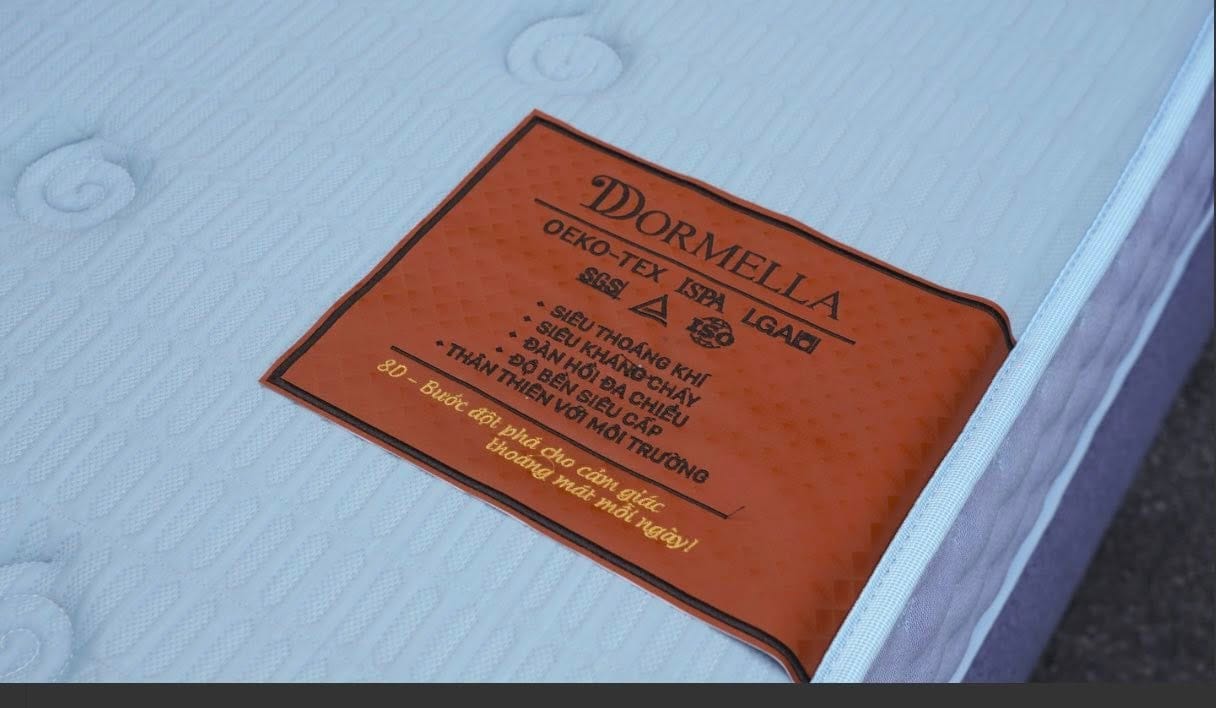 DORMELLA
OEKO-TEX ISPA LGA
SGS ISO
• SIÊU THOÁNG KHÍ
• SIÊU KHÁNG CHÁY
• ĐÀN HỒI ĐA CHIỀU
• ĐỘ BỀN SIÊU CẤP
• THÂN THIỆN VỚI MÔI TRƯỜNG
8D - Bước đột phá cho cảm giác
thoáng mát mỗi ngày!